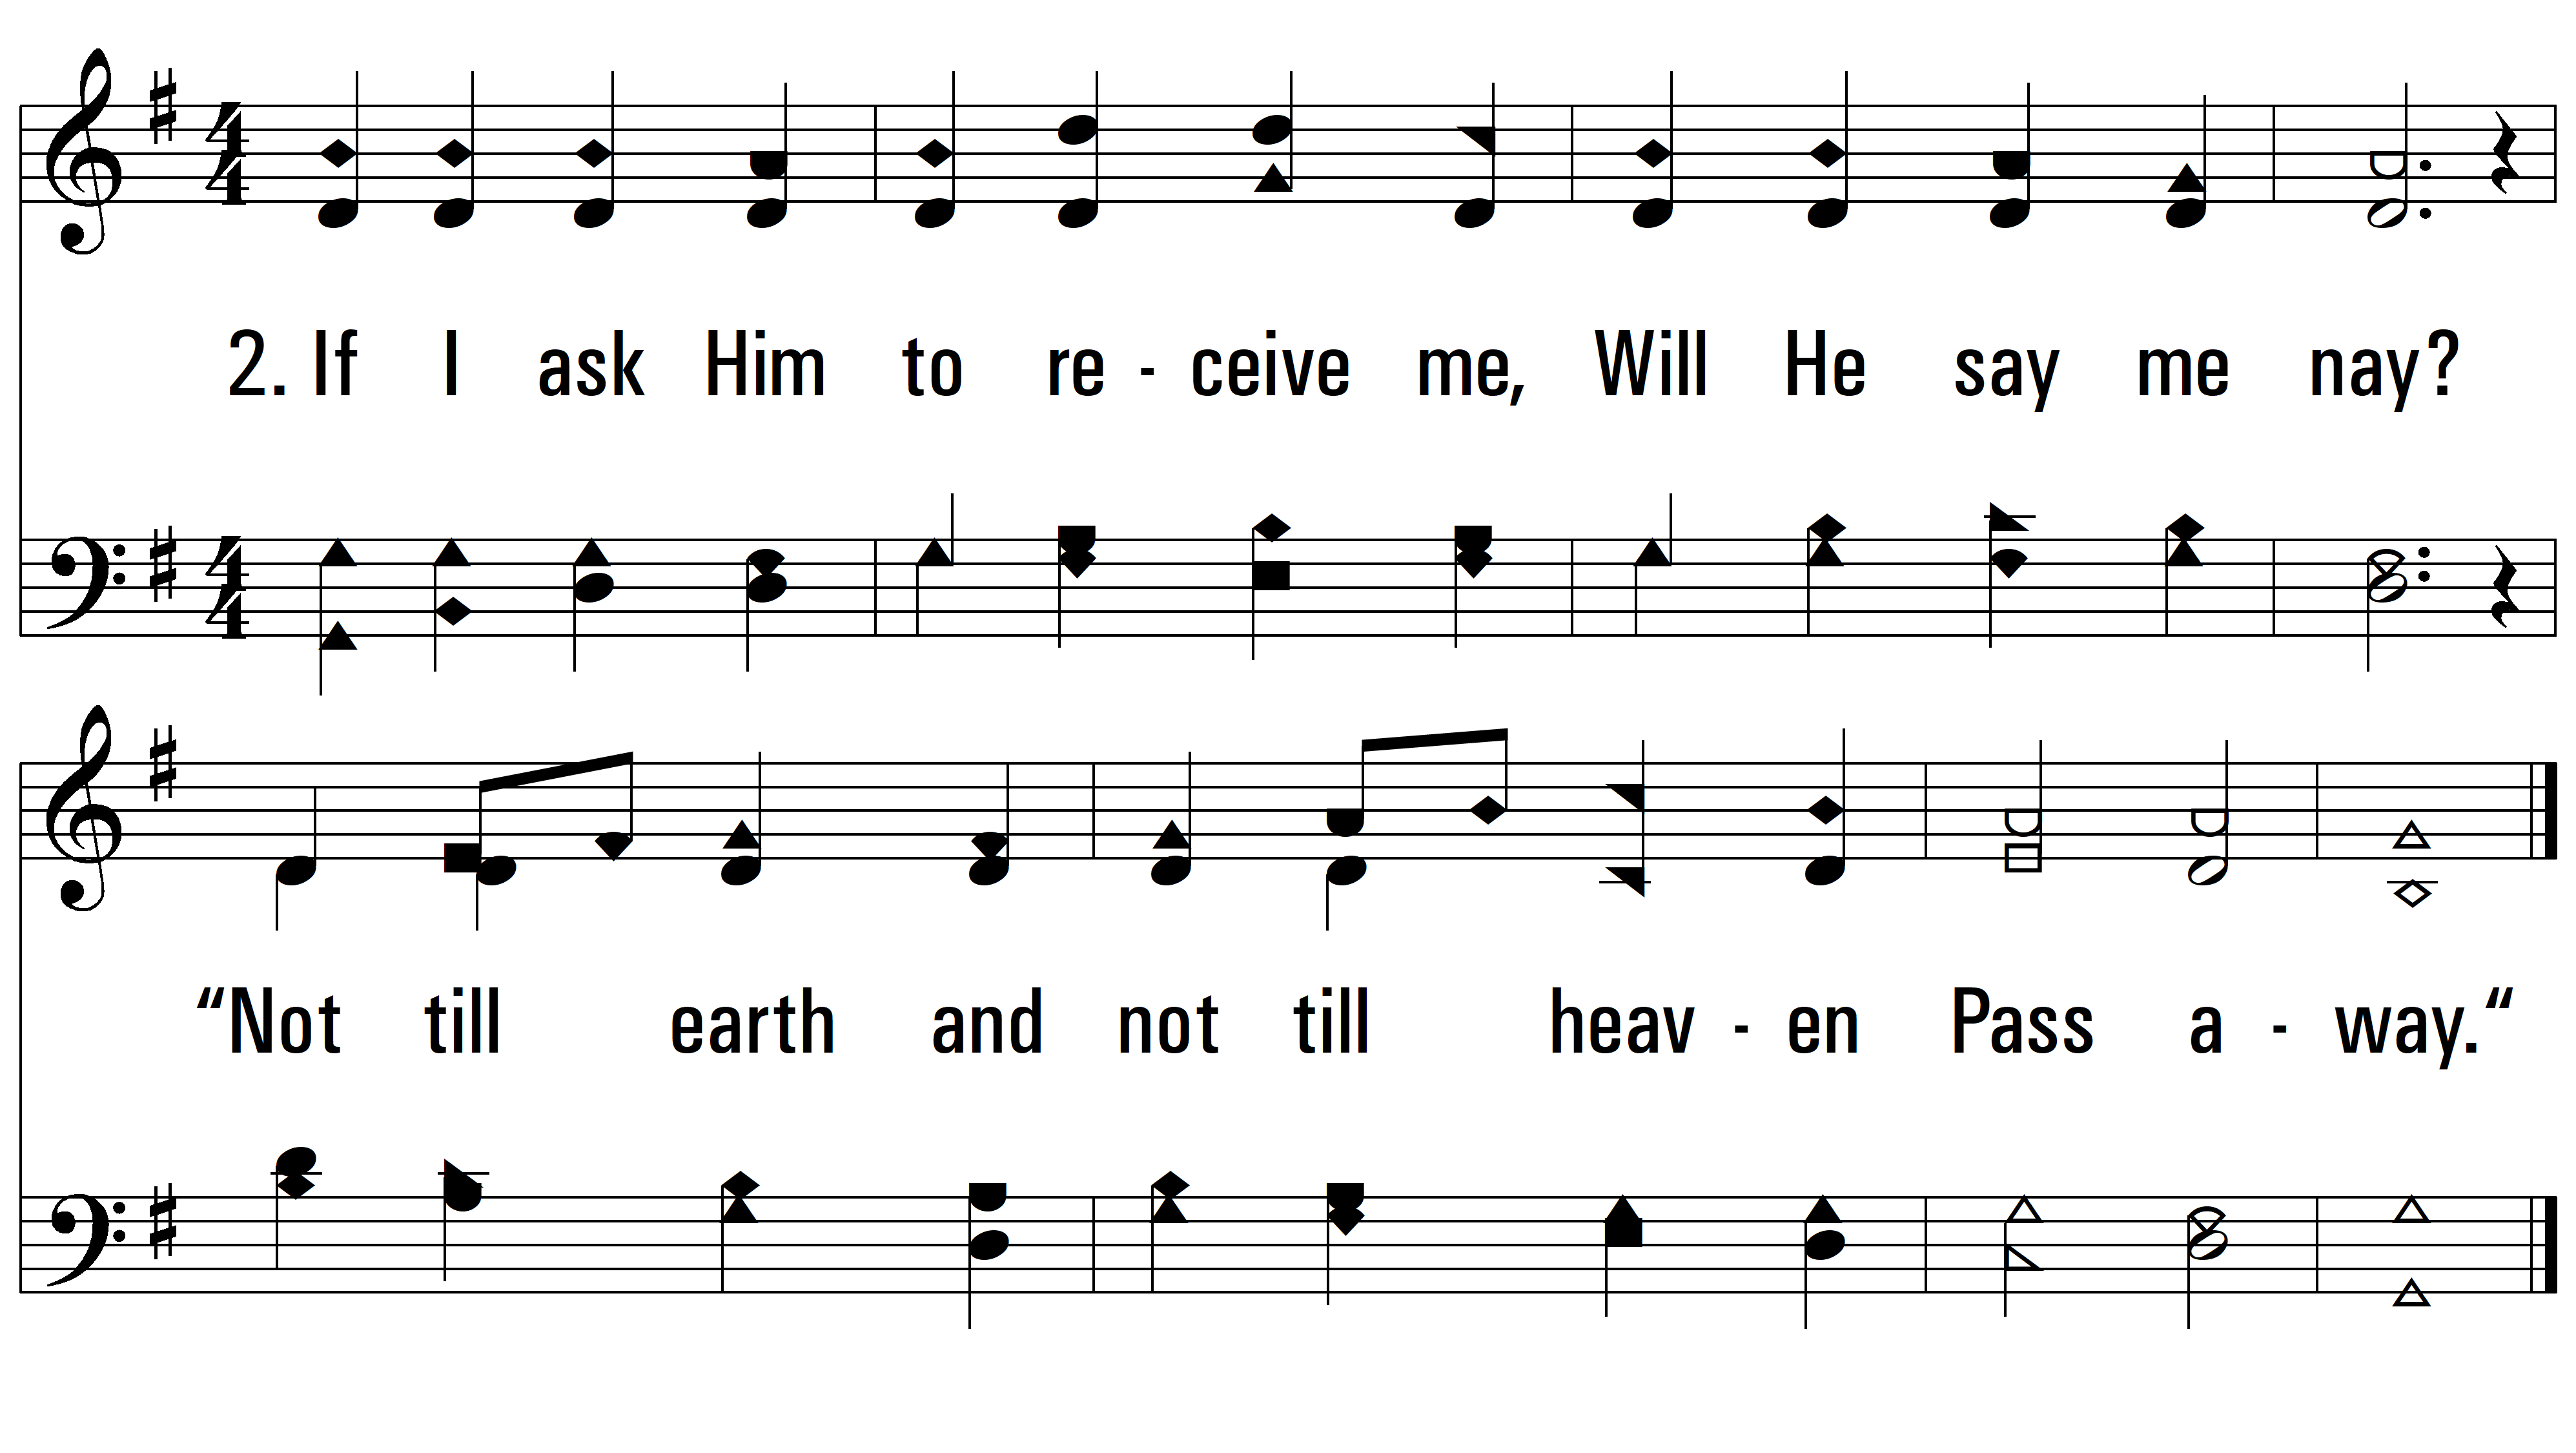 2. If I ask Him to re - ceive me, Will He say me nay?
“Not till earth and not till heav - en Pass a - way.“